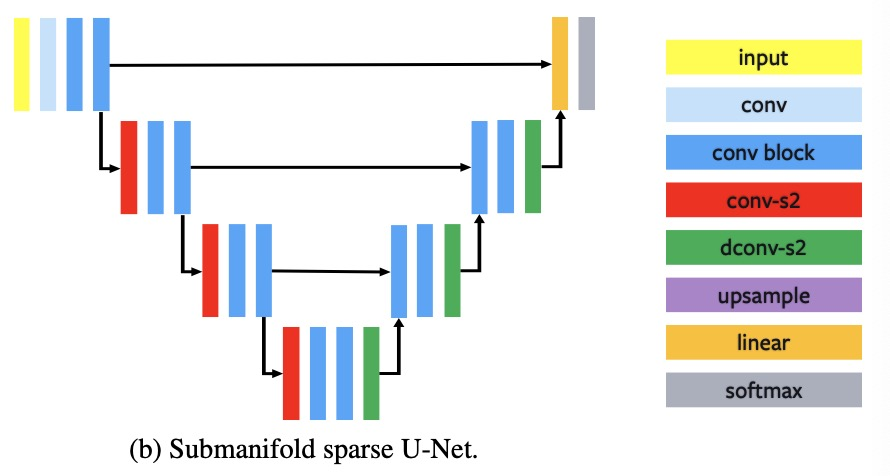 input
conv
conv block
conv-s2
dconv-s2
upsample
linear
softmax
(b) Submanifold sparse U-Net.